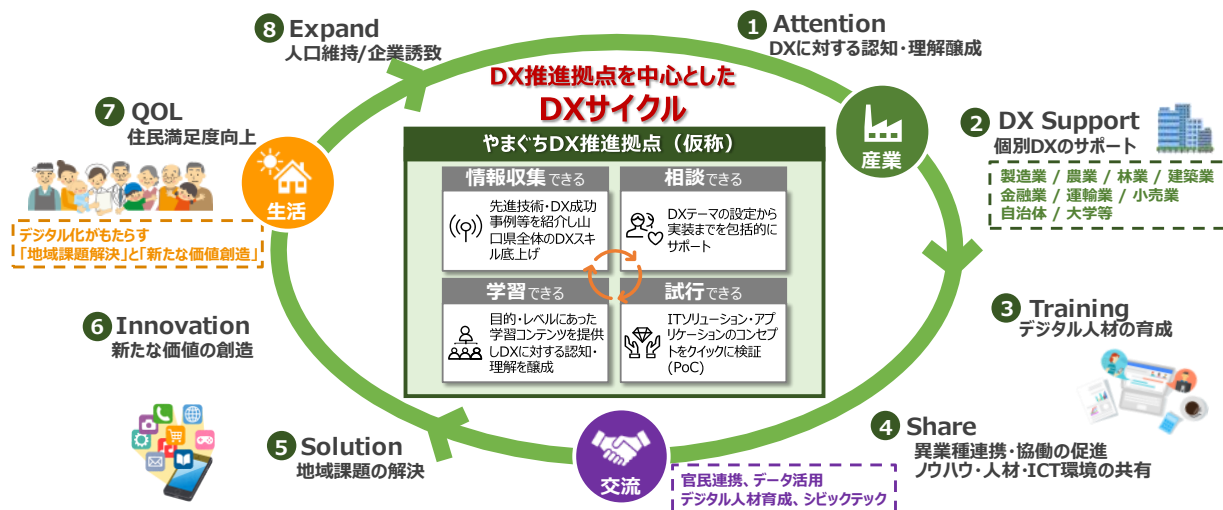 DX推進拠点を中心とした
DXサイクル
1 Attention
DXに対する認知・理解醸成
産業
2 DX Support
個別DXのサポート
製造業 / 農業 / 林業 / 建築業
金融業 / 運輸業 / 小売業
自治体 / 大学等
3 Training
デジタル人材の育成
4 Share
異業種連携・協働の促進
ノウハウ・人材・ICT環境の共有
交流
官民連携、データ活用
デジタル人材育成、シビックテック
5 Solution
地域課題の解決
6 Innovation
新たな価値の創造
7 QOL
住民満足度向上
生活
デジタル化がもたらす
「地域課題解決」と「新たな価値創造」
8 Expand
人口維持/企業誘致
やまぐちDX推進拠点（仮称）
情報収集できる
先進技術・DX成功
事例等を紹介し山
口県全体のDXスキ
ル底上げ
相談できる
DXテーマの設定から
実装までを包括的に
サポート
学習できる
目的・レベルにあった
学習コンテンツを提供
しDXに対する認知・
理解を醸成
試行できる
ITソリューション・アプ
リケーションのコンセプ
トをクイックに検証
(PoC)